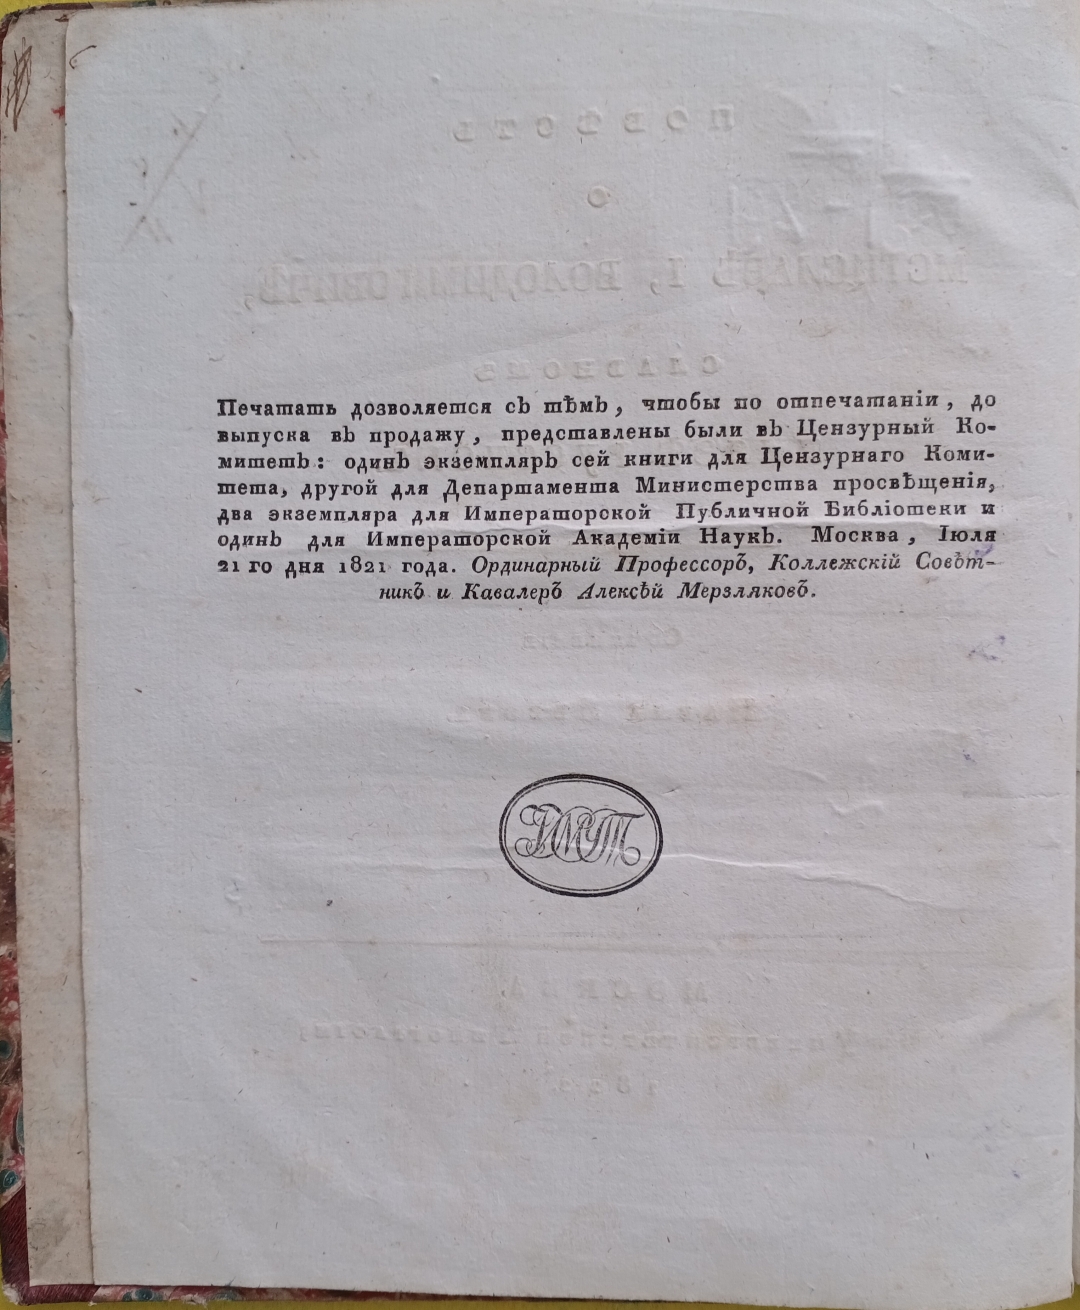 Печатать дозволяется съ тѣмъ, чтобы по отпечатаніи, до
выпуска въ продажу, представлены были въ Цензурный Ко-
митетъ: одинъ экземпляръ сей книги для Цензурнаго Коми-
тета, другой для Департамента Министерства просвѣщенія,
два экземпляра для Императорской Публичной Библіотеки и
одинъ для Императорской Академіи Наукъ. Москва, Іюля
21 го дня 1821 года. Ординарный Профессоръ, Коллежскій Совѣт-
никъ и Кавалеръ Алексѣй Мерзляковъ.